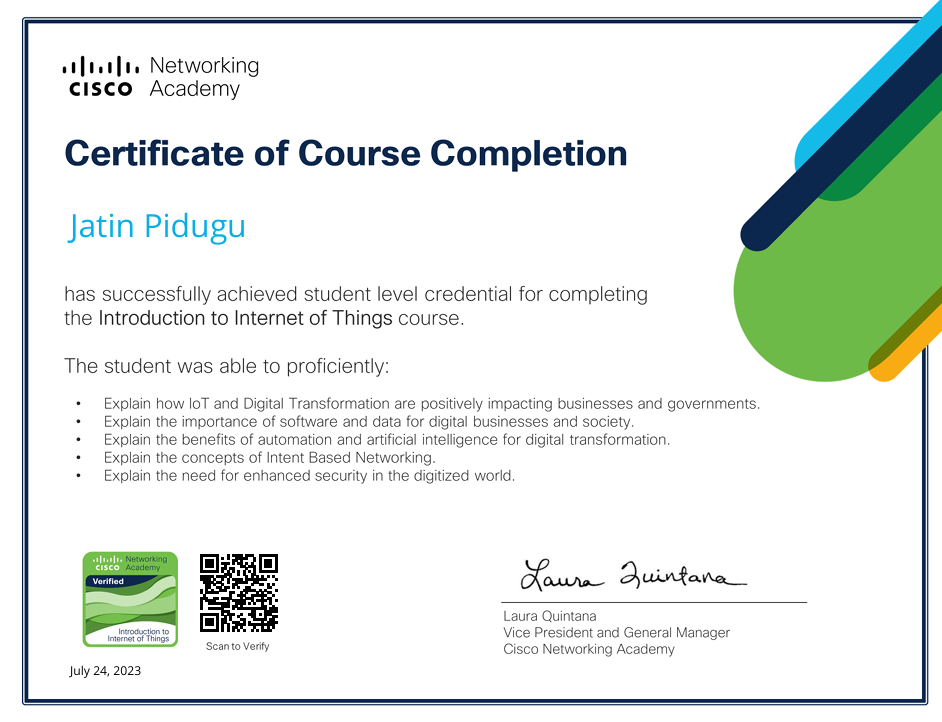 Networking
CISCO Academy
Certificate of Course Completion
Jatin Pidugu
has successfully achieved student level credential for completing
the Introduction to Internet of Things course.
The student was able to proficiently:
• Explain how IoT and Digital Transformation are positively impacting businesses and governments.
• Explain the importance of software and data for digital businesses and society.
• Explain the benefits of automation and artificial intelligence for digital transformation.
• Explain the concepts of Intent Based Networking.
• Explain the need for enhanced security in the digitized world.
Networking
CISCO Academy
Verified
Introduction to
Internet of Things
Scan to Verify
July 24, 2023
Laura Quintana
Laura Quintana
Vice President and General Manager
Cisco Networking Academy